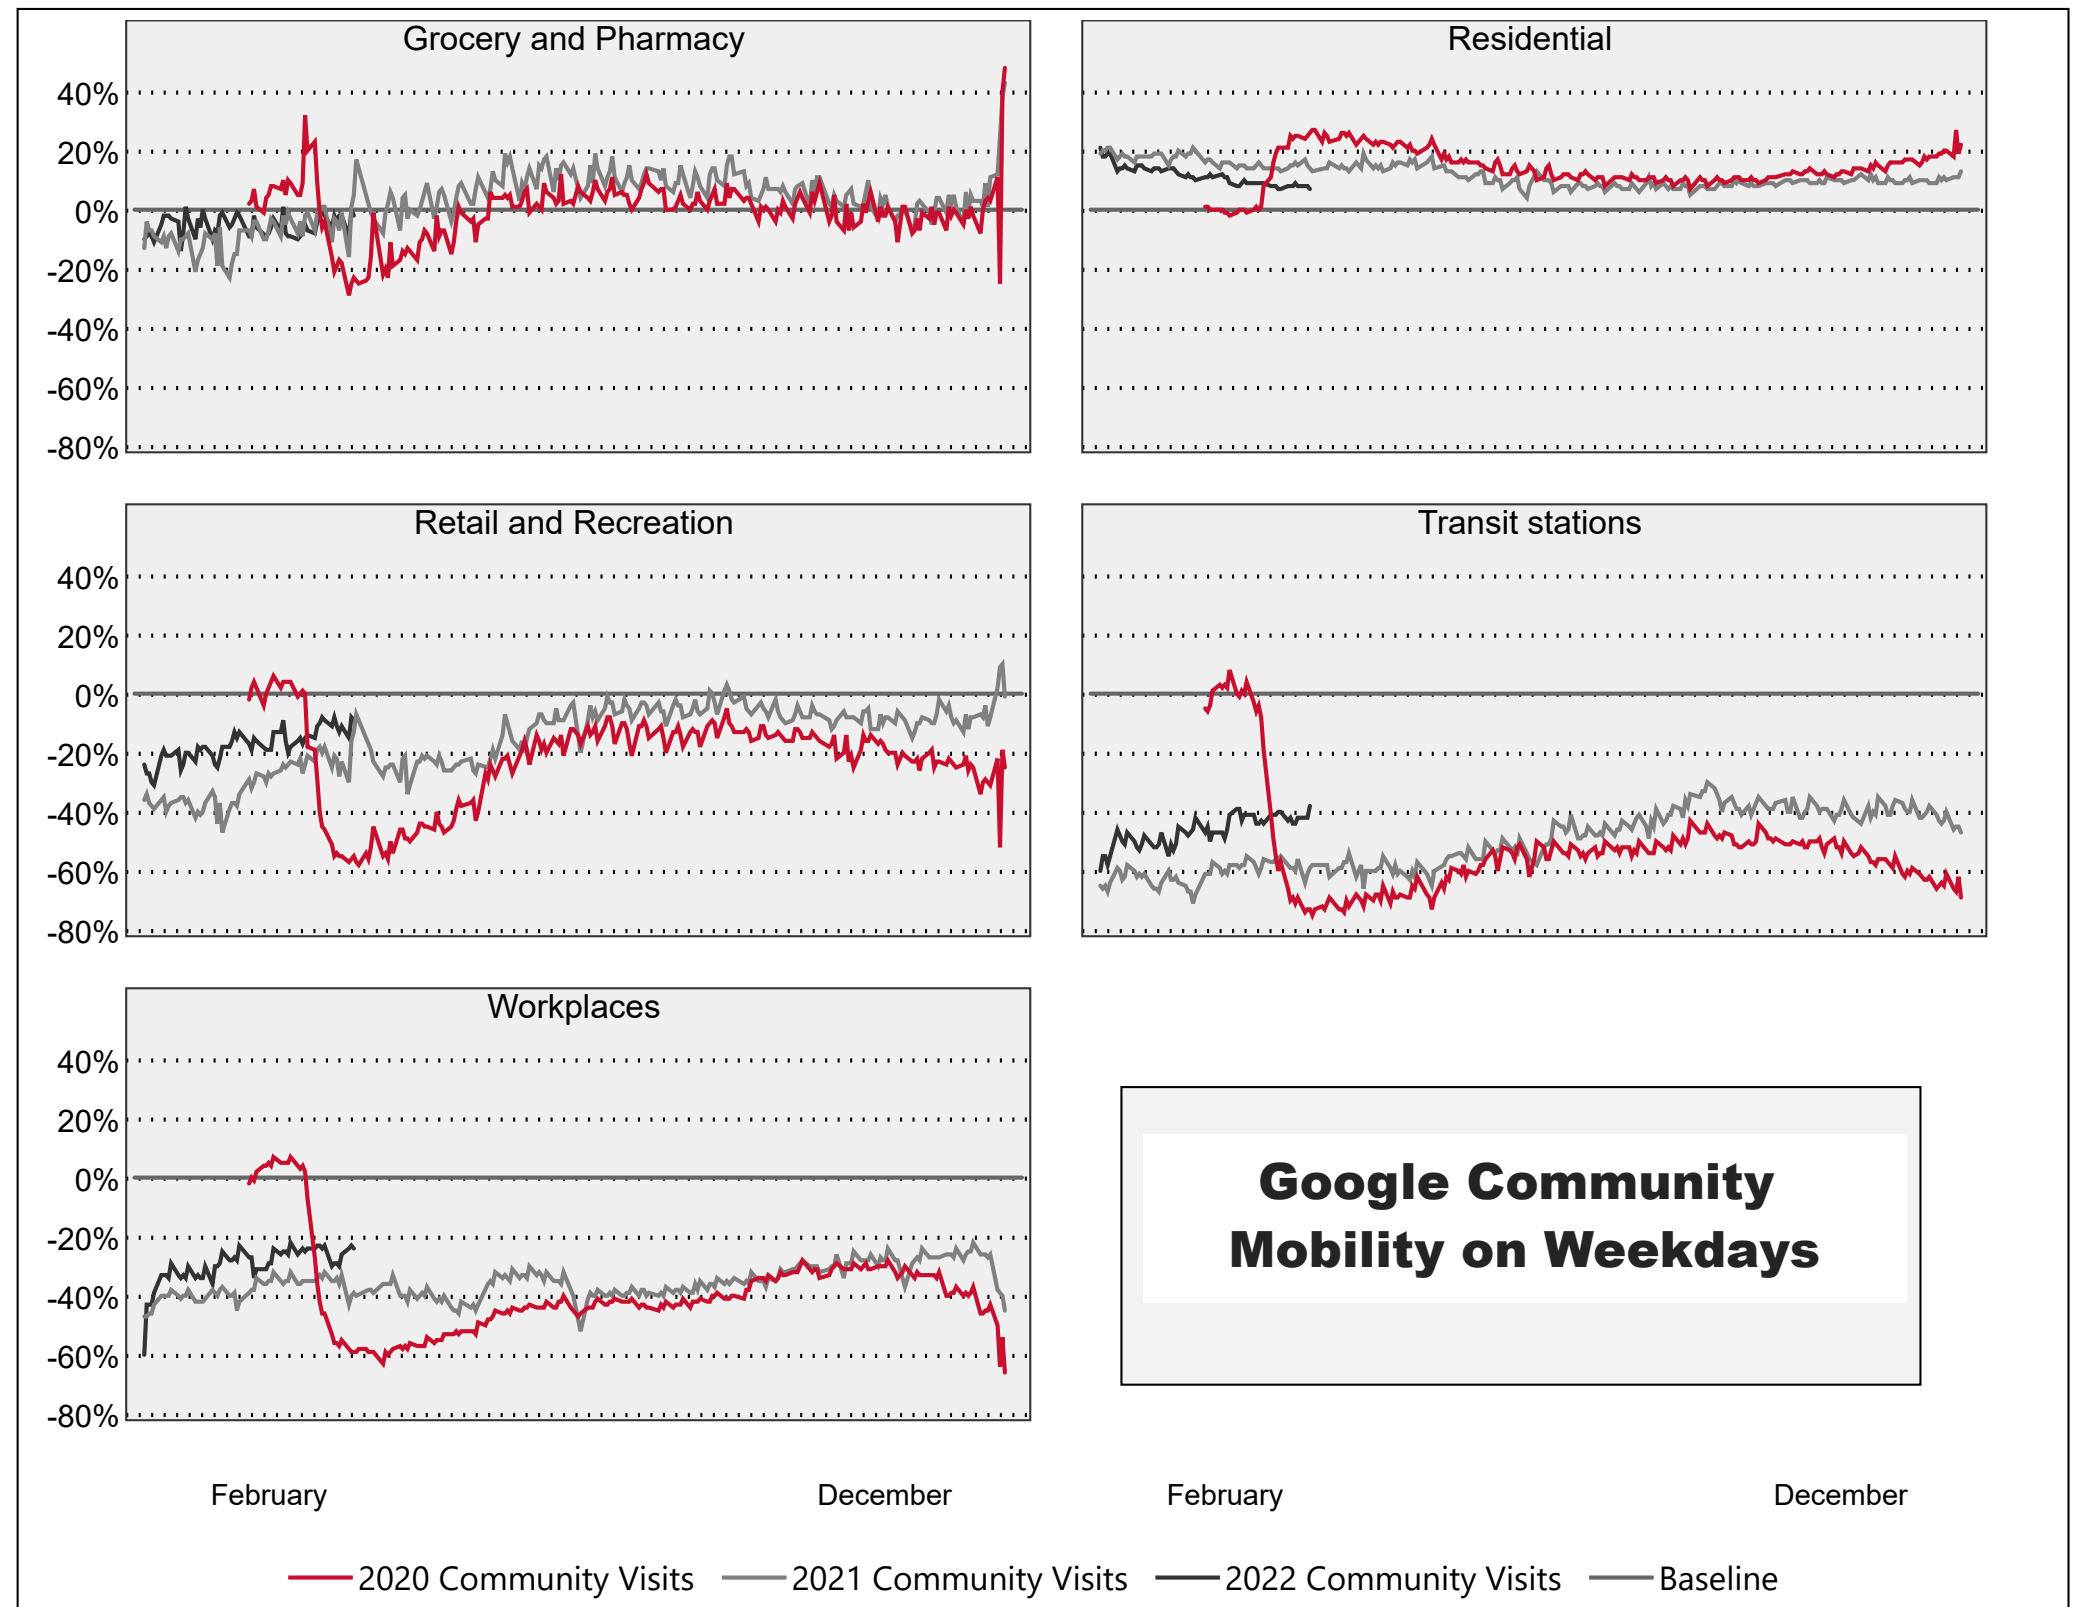 Grocery and Pharmacy
Residential
40%
20%
0%
-20%
-40%
-60%
-80%
Retail and Recreation
Transit stations
40%
20%
0%
-20%
-40%
-60%
-80%
Workplaces
40%
20%
0%
-20%
-40%
-60%
-80%
Google Community
Mobility on Weekdays
February December February December
2020 Community Visits 2021 Community Visits 2022 Community Visits Baseline